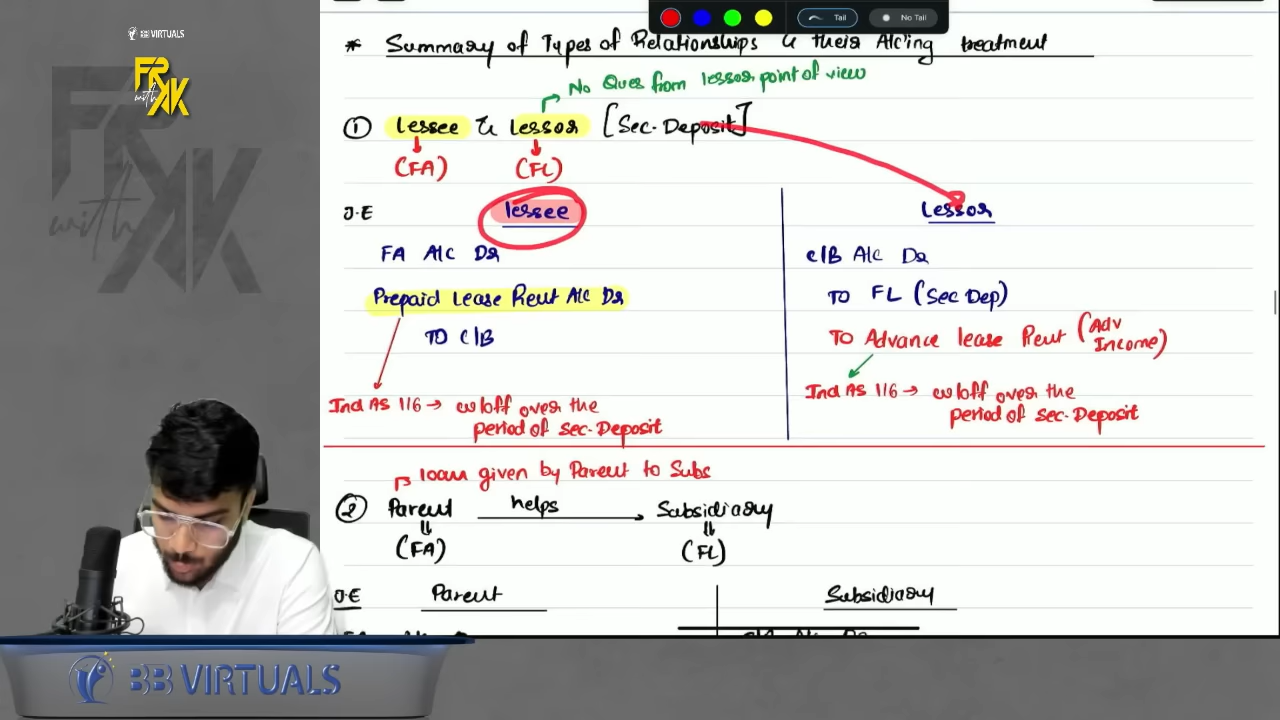 BB VIRTUALS
FR
with
AK
Tail
No Tail
* Summary of Types of Relationships & their A/c'ing treatment
No Ques from lessor point of view
① Lessee & Lessor [Sec. Deposit]
(FA) (FL)
J.E Lessee
FA A/c Dr
Prepaid Lease Rent A/c Dr
TO C/B
Ind AS 116 → w/off over the
period of sec. Deposit
Lessor
C/B A/c Dr
TO FL (Sec Dep)
TO Advance lease Rent (Adv
Income)
Ind AS 116 → w/off over the
period of sec. Deposit
loan given by Parent to Subs
② Parent helps Subsidiary
(FA) (FL)
J.E Parent Subsidiary
BB VIRTUALS